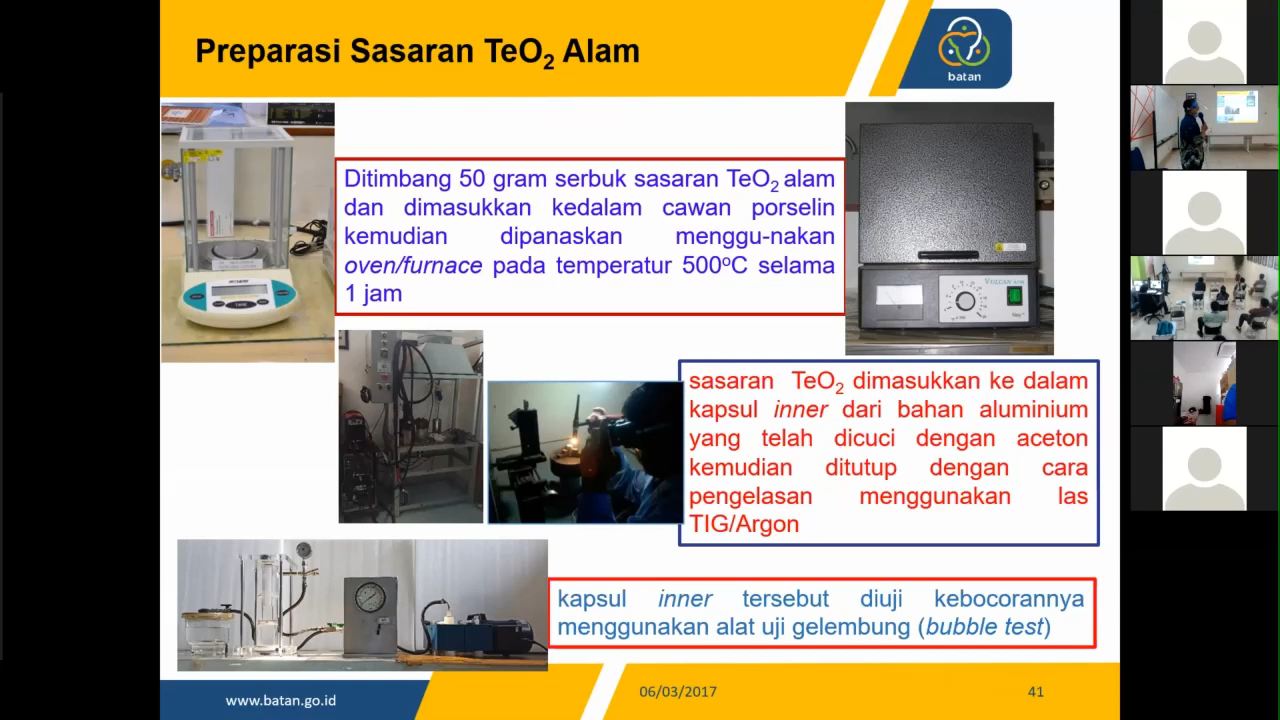 Preparasi Sasaran TeO₂ Alam
batan
Ditimbang 50 gram serbuk sasaran TeO₂ alam
dan dimasukkan kedalam cawan porselin
kemudian dipanaskan menggu-nakan
oven/furnace pada temperatur 500ºC selama
1 jam
sasaran TeO₂ dimasukkan ke dalam
kapsul inner dari bahan aluminium
yang telah dicuci dengan aceton
kemudian ditutup dengan cara
pengelasan menggunakan las
TIG/Argon
kapsul inner tersebut diuji kebocorannya
menggunakan alat uji gelembung (bubble test)
www.batan.go.id
06/03/2017
41